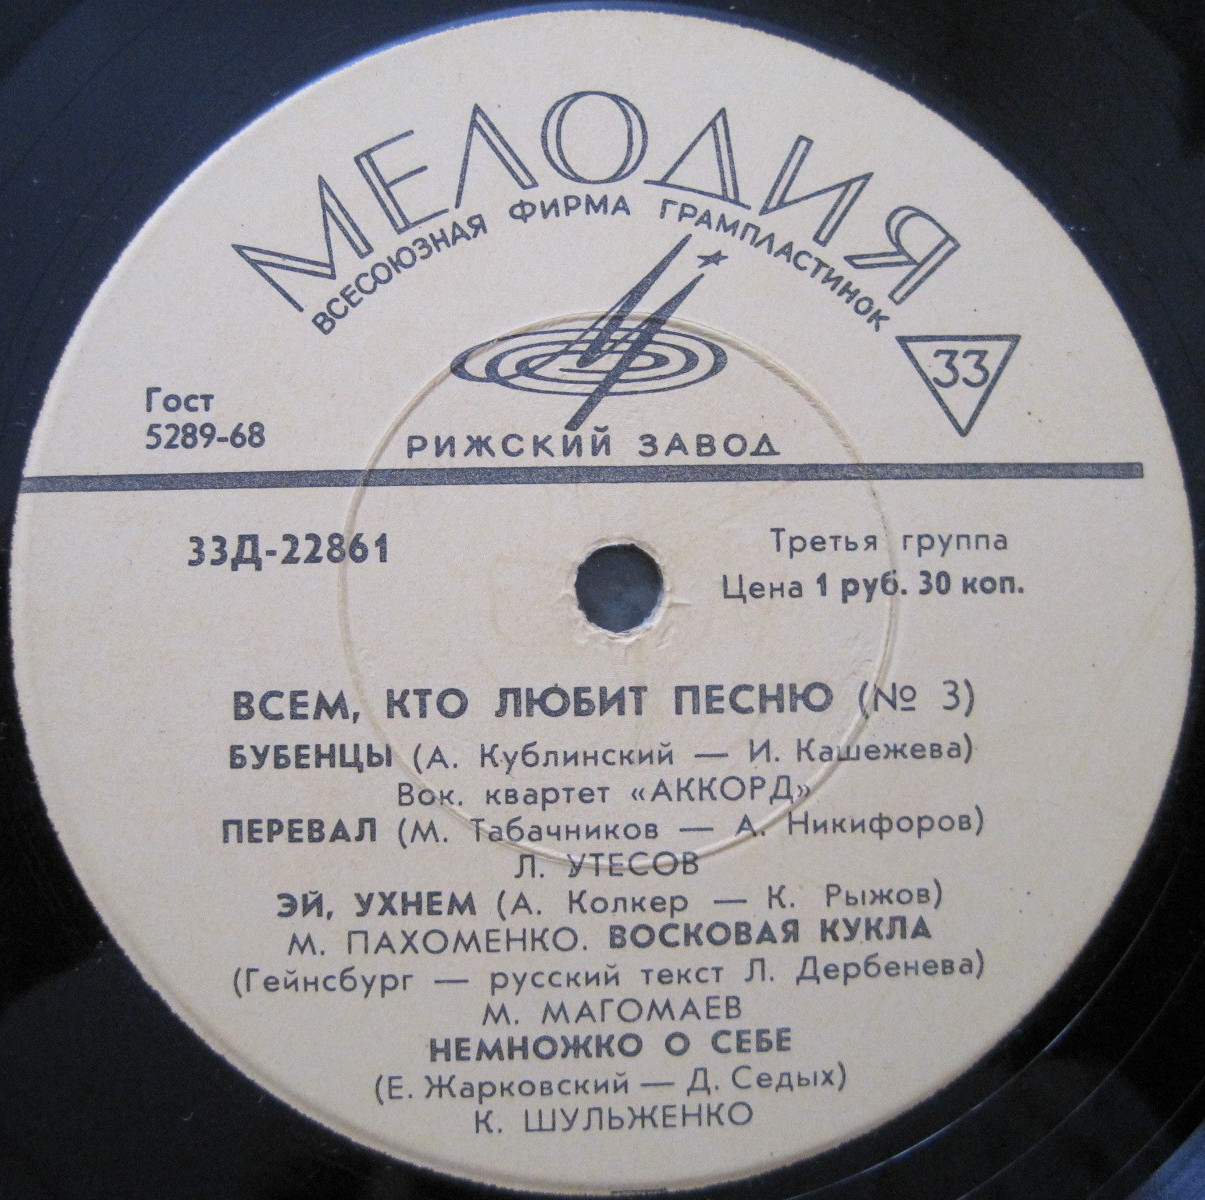 МЕЛОДИЯ
ВСЕСОЮЗНАЯ ФИРМА ГРАМПЛАСТИНОК
33
Гост
5289-68
РИЖСКИЙ ЗАВОД
33Д-22861
Третья группа
Цена 1 руб. 30 коп.
ВСЕМ, КТО ЛЮБИТ ПЕСНЮ (№ 3)
БУБЕНЦЫ (А. Кублинский — И. Кашежева)
Вок. квартет «АККОРД»
ПЕРЕВАЛ (М. Табачников — А. Никифоров)
Л. УТЕСОВ
ЭЙ, УХНЕМ (А. Колкер — К. Рыжов)
М. ПАХОМЕНКО. ВОСКОВАЯ КУКЛА
(Гейнсбург — русский текст Л. Дербенева)
М. МАГОМАЕВ
НЕМНОЖКО О СЕБЕ
(Е. Жарковский — Д. Седых)
К. ШУЛЬЖЕНКО